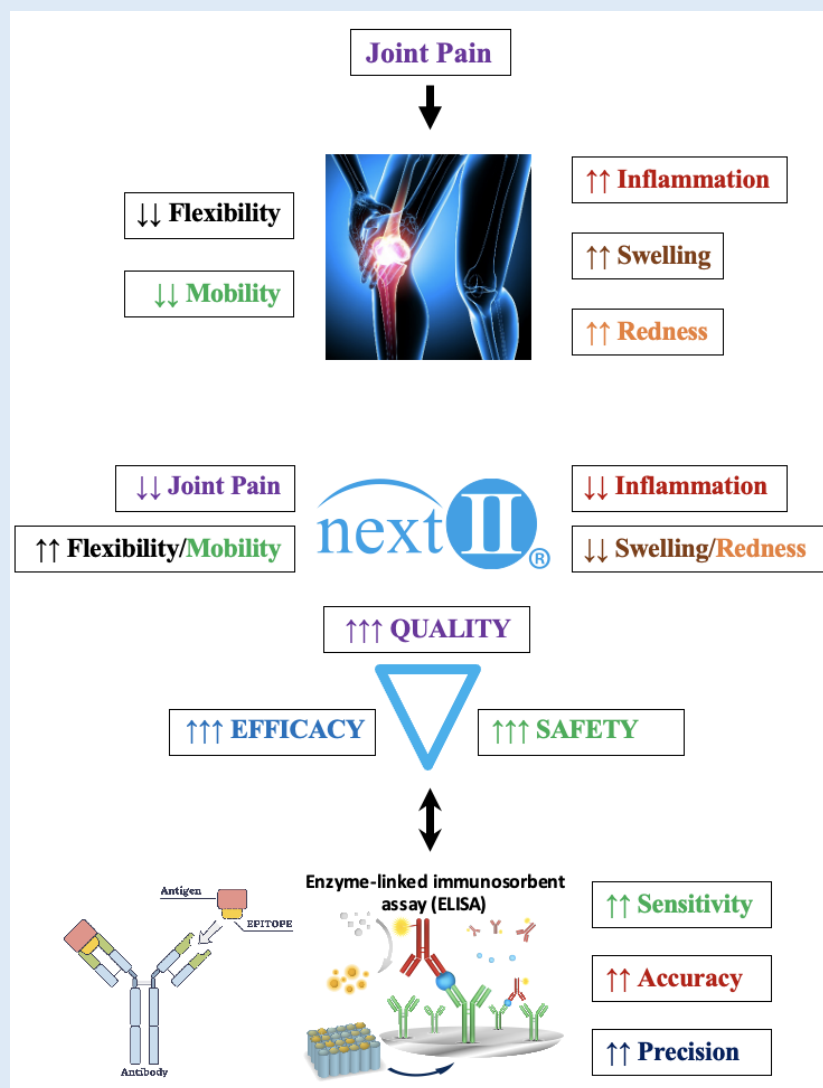 Joint Pain
↓↓ Flexibility
↑↑ Inflammation
↓↓ Mobility
↑↑ Swelling
↑↑ Redness
↓↓ Joint Pain
next II ®
↓↓ Inflammation
↑↑ Flexibility/Mobility
↓↓ Swelling/Redness
↑↑↑ QUALITY
↑↑↑ EFFICACY
↑↑↑ SAFETY
Enzyme-linked immunosorbent
assay (ELISA)
Antigen
EPITOPE
Antibody
↑↑ Sensitivity
↑↑ Accuracy
↑↑ Precision